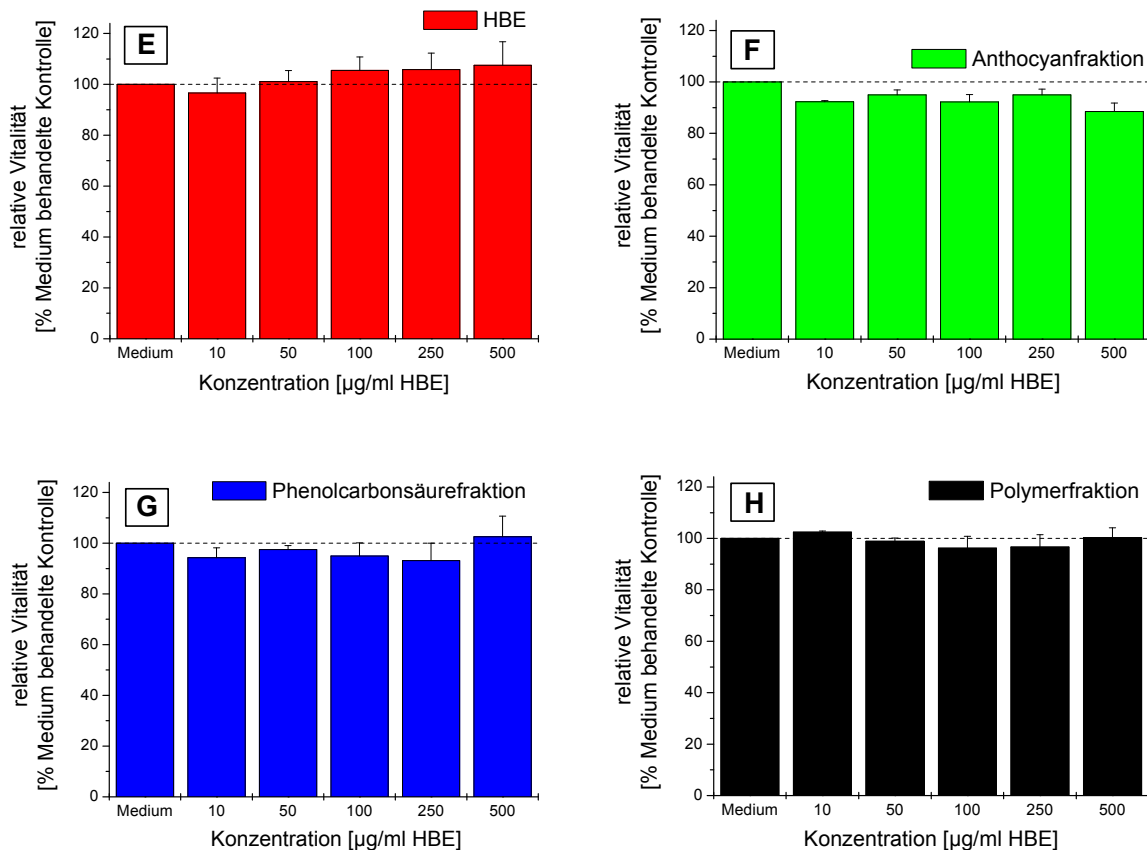 E
HBE
relative Vitalität
[% Medium behandelte Kontrolle]
120
100
80
60
40
20
0
Medium 10 50 100 250 500
Konzentration [µg/ml HBE]
F
Anthocyanfraktion
relative Vitalität
[% Medium behandelte Kontrolle]
120
100
80
60
40
20
0
Medium 10 50 100 250 500
Konzentration [µg/ml HBE]
G
Phenolcarbonsäurefraktion
relative Vitalität
[% Medium behandelte Kontrolle]
120
100
80
60
40
20
0
Medium 10 50 100 250 500
Konzentration [µg/ml HBE]
H
Polymerfraktion
relative Vitalität
[% Medium behandelte Kontrolle]
120
100
80
60
40
20
0
Medium 10 50 100 250 500
Konzentration [µg/ml HBE]